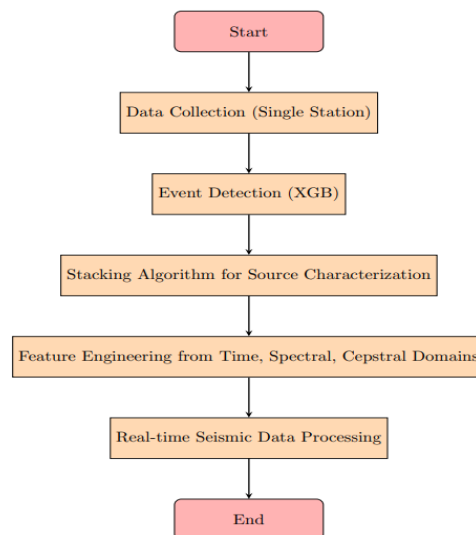 Start
Data Collection (Single Station)
Event Detection (XGB)
Stacking Algorithm for Source Characterization
Feature Engineering from Time, Spectral, Cepstral Domains
Real-time Seismic Data Processing
End